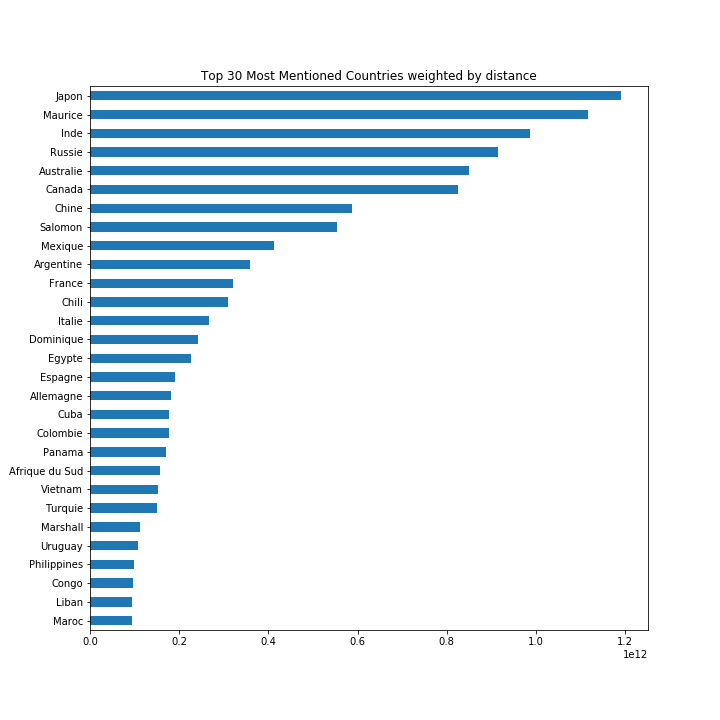 Top 30 Most Mentioned Countries weighted by distance
Japon
Maurice
Inde
Russie
Australie
Canada
Chine
Salomon
Mexique
Argentine
France
Chili
Italie
Dominique
Egypte
Espagne
Allemagne
Cuba
Colombie
Panama
Afrique du Sud
Vietnam
Turquie
Marshall
Uruguay
Philippines
Congo
Liban
Maroc
0.0 0.2 0.4 0.6 0.8 1.0 1.2
1e12